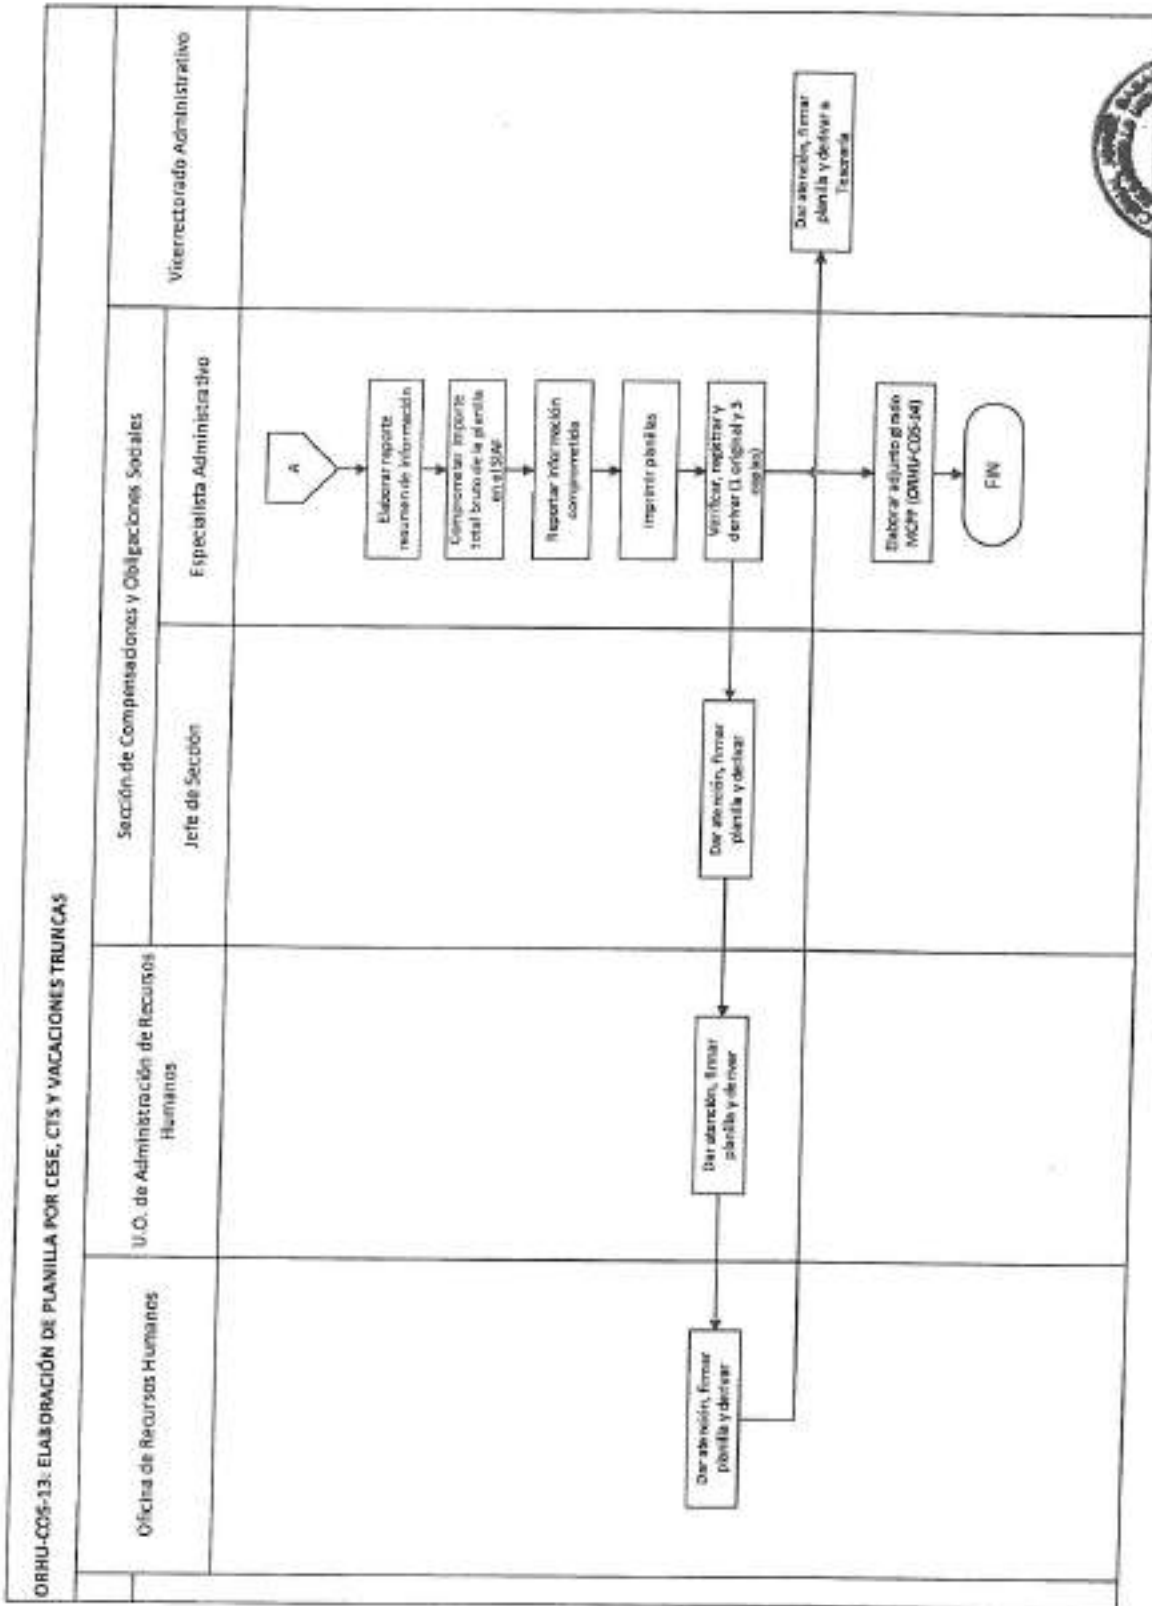 ORHU-COS-13: ELABORACIÓN DE PLANILLA POR CESE, CTS Y VACACIONES TRUNCAS
Oficina de Recursos Humanos
U.O. de Administración de Recursos
Humanos
Sección de Compensaciones y Obligaciones Sociales
Jefe de Sección
Especialista Administrativo
Vicerrectorado Administrativo
A
Elaborar reporte
resumen de información
Comprometer importe
total bruto de la planilla
en el SIAF
Reportar información
comprometida
Imprimir planillas
Verificar, registrar y
derivar (1 original y 3
copias)
Dar atención, firmar
planilla y derivar
Dar atención, firmar
planilla y derivar
Dar atención, firmar
planilla y derivar
Dar atención, firmar
planilla y derivar a
Tesorería
Elaborar adjunto girado
MCPP (ORHU-COS-14)
FIN